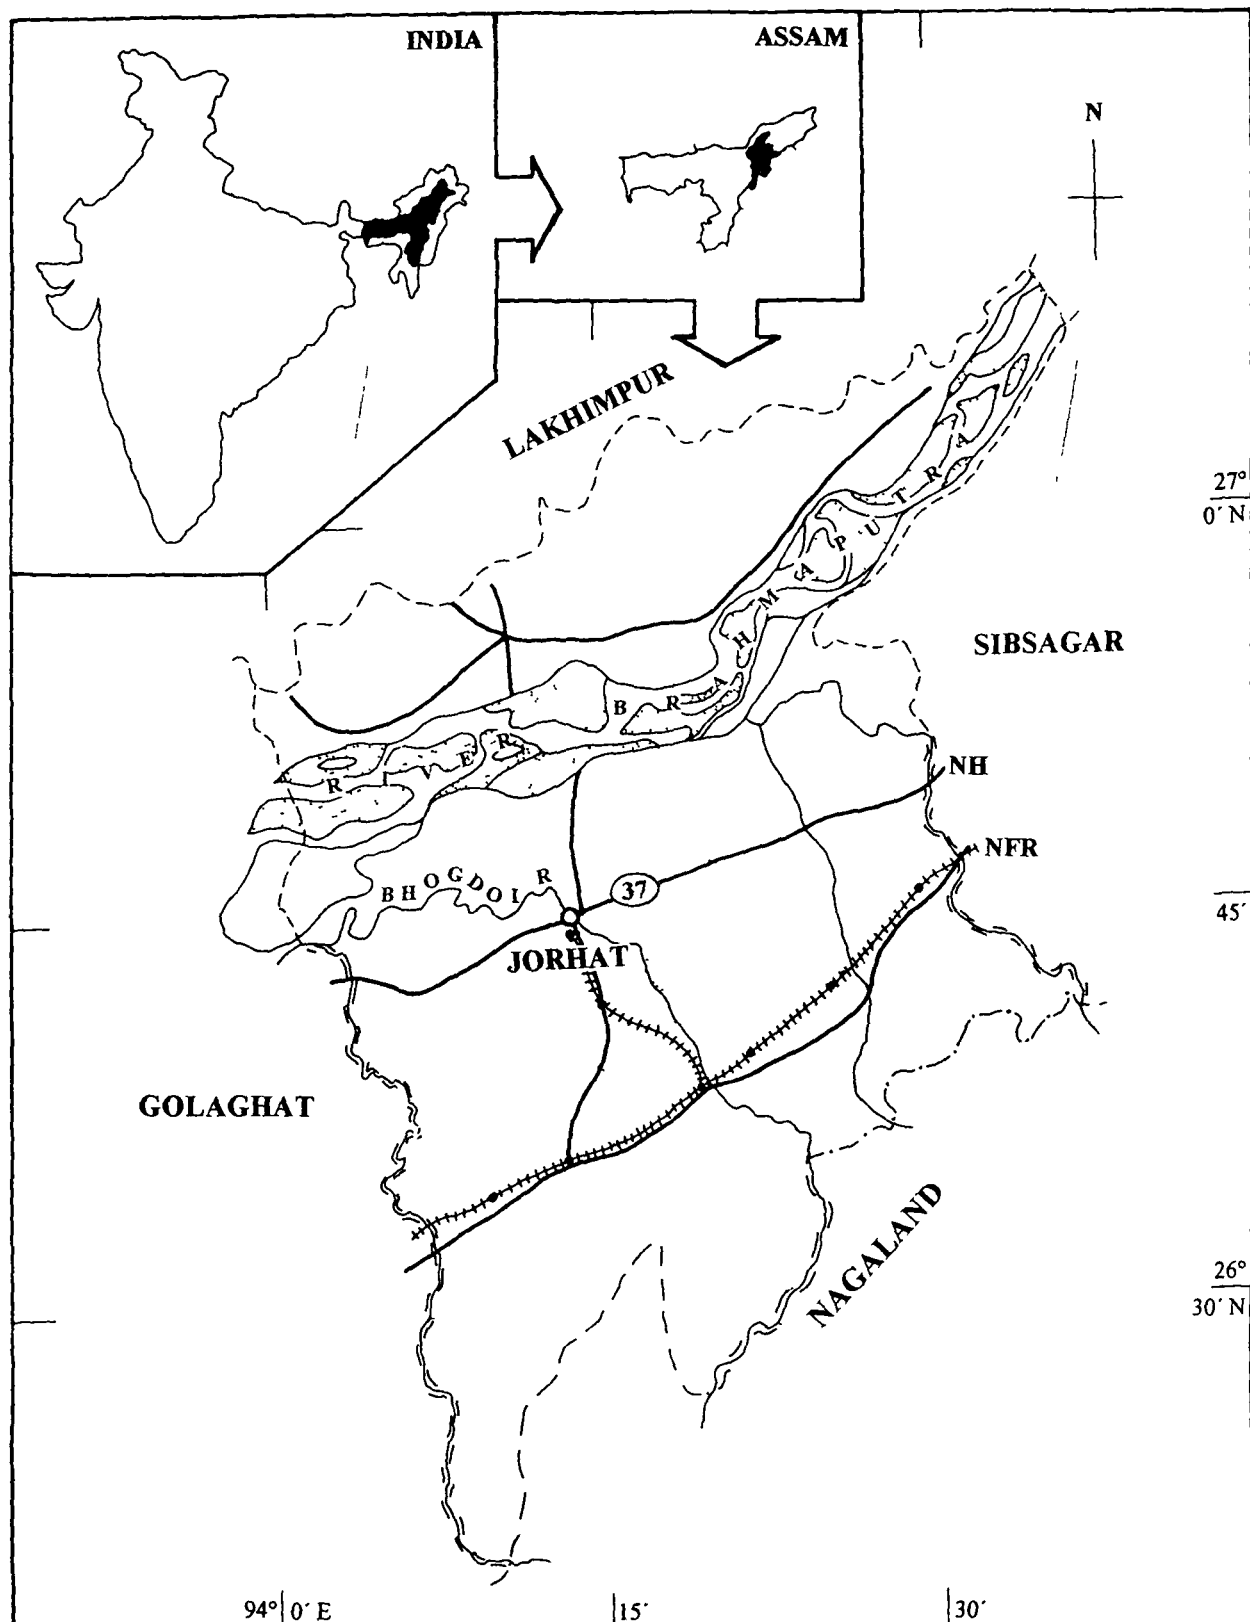 INDIA
ASSAM
N
LAKHIMPUR
27°
0′ N
BRAHMAPUTRA
SIBSAGAR
RIVER
NH
NFR
37
BHOGDOI R
45′
JORHAT
GOLAGHAT
NAGALAND
26°
30′ N
94° 0′ E
15′
30′